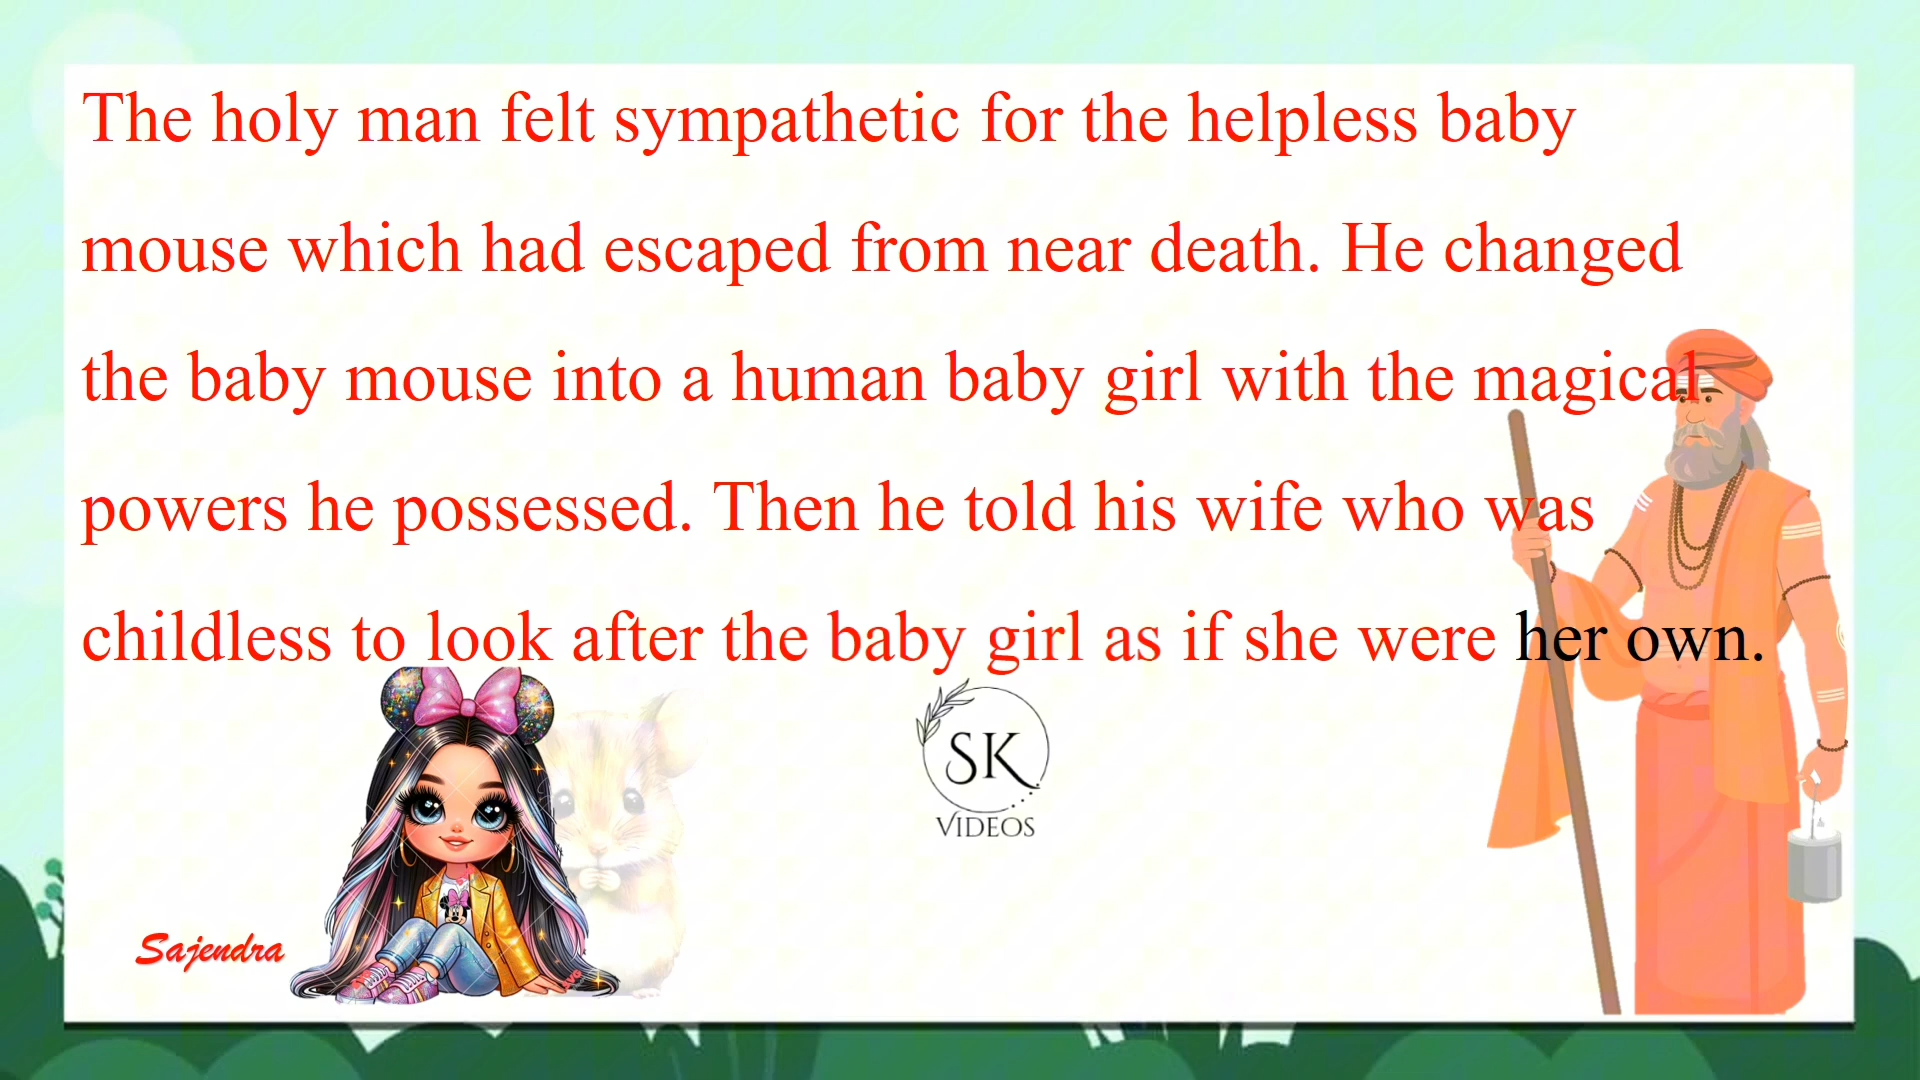 The holy man felt sympathetic for the helpless baby
mouse which had escaped from near death. He changed
the baby mouse into a human baby girl with the magical
powers he possessed. Then he told his wife who was
childless to look after the baby girl as if she were her own.
SK
VIDEOS
Sajendra